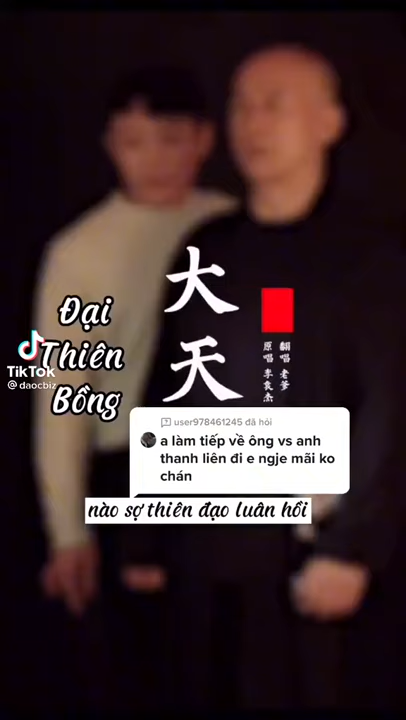 大
天
翻唱 老爹
原唱 李袁杰
Đại
Thiên
Bồng
TikTok
@daocbiz
user978461245 đã hỏi
a làm tiếp về ông vs anh
thanh liên đi e ngje mãi ko
chán
nào sợ thiên đạo luân hồi